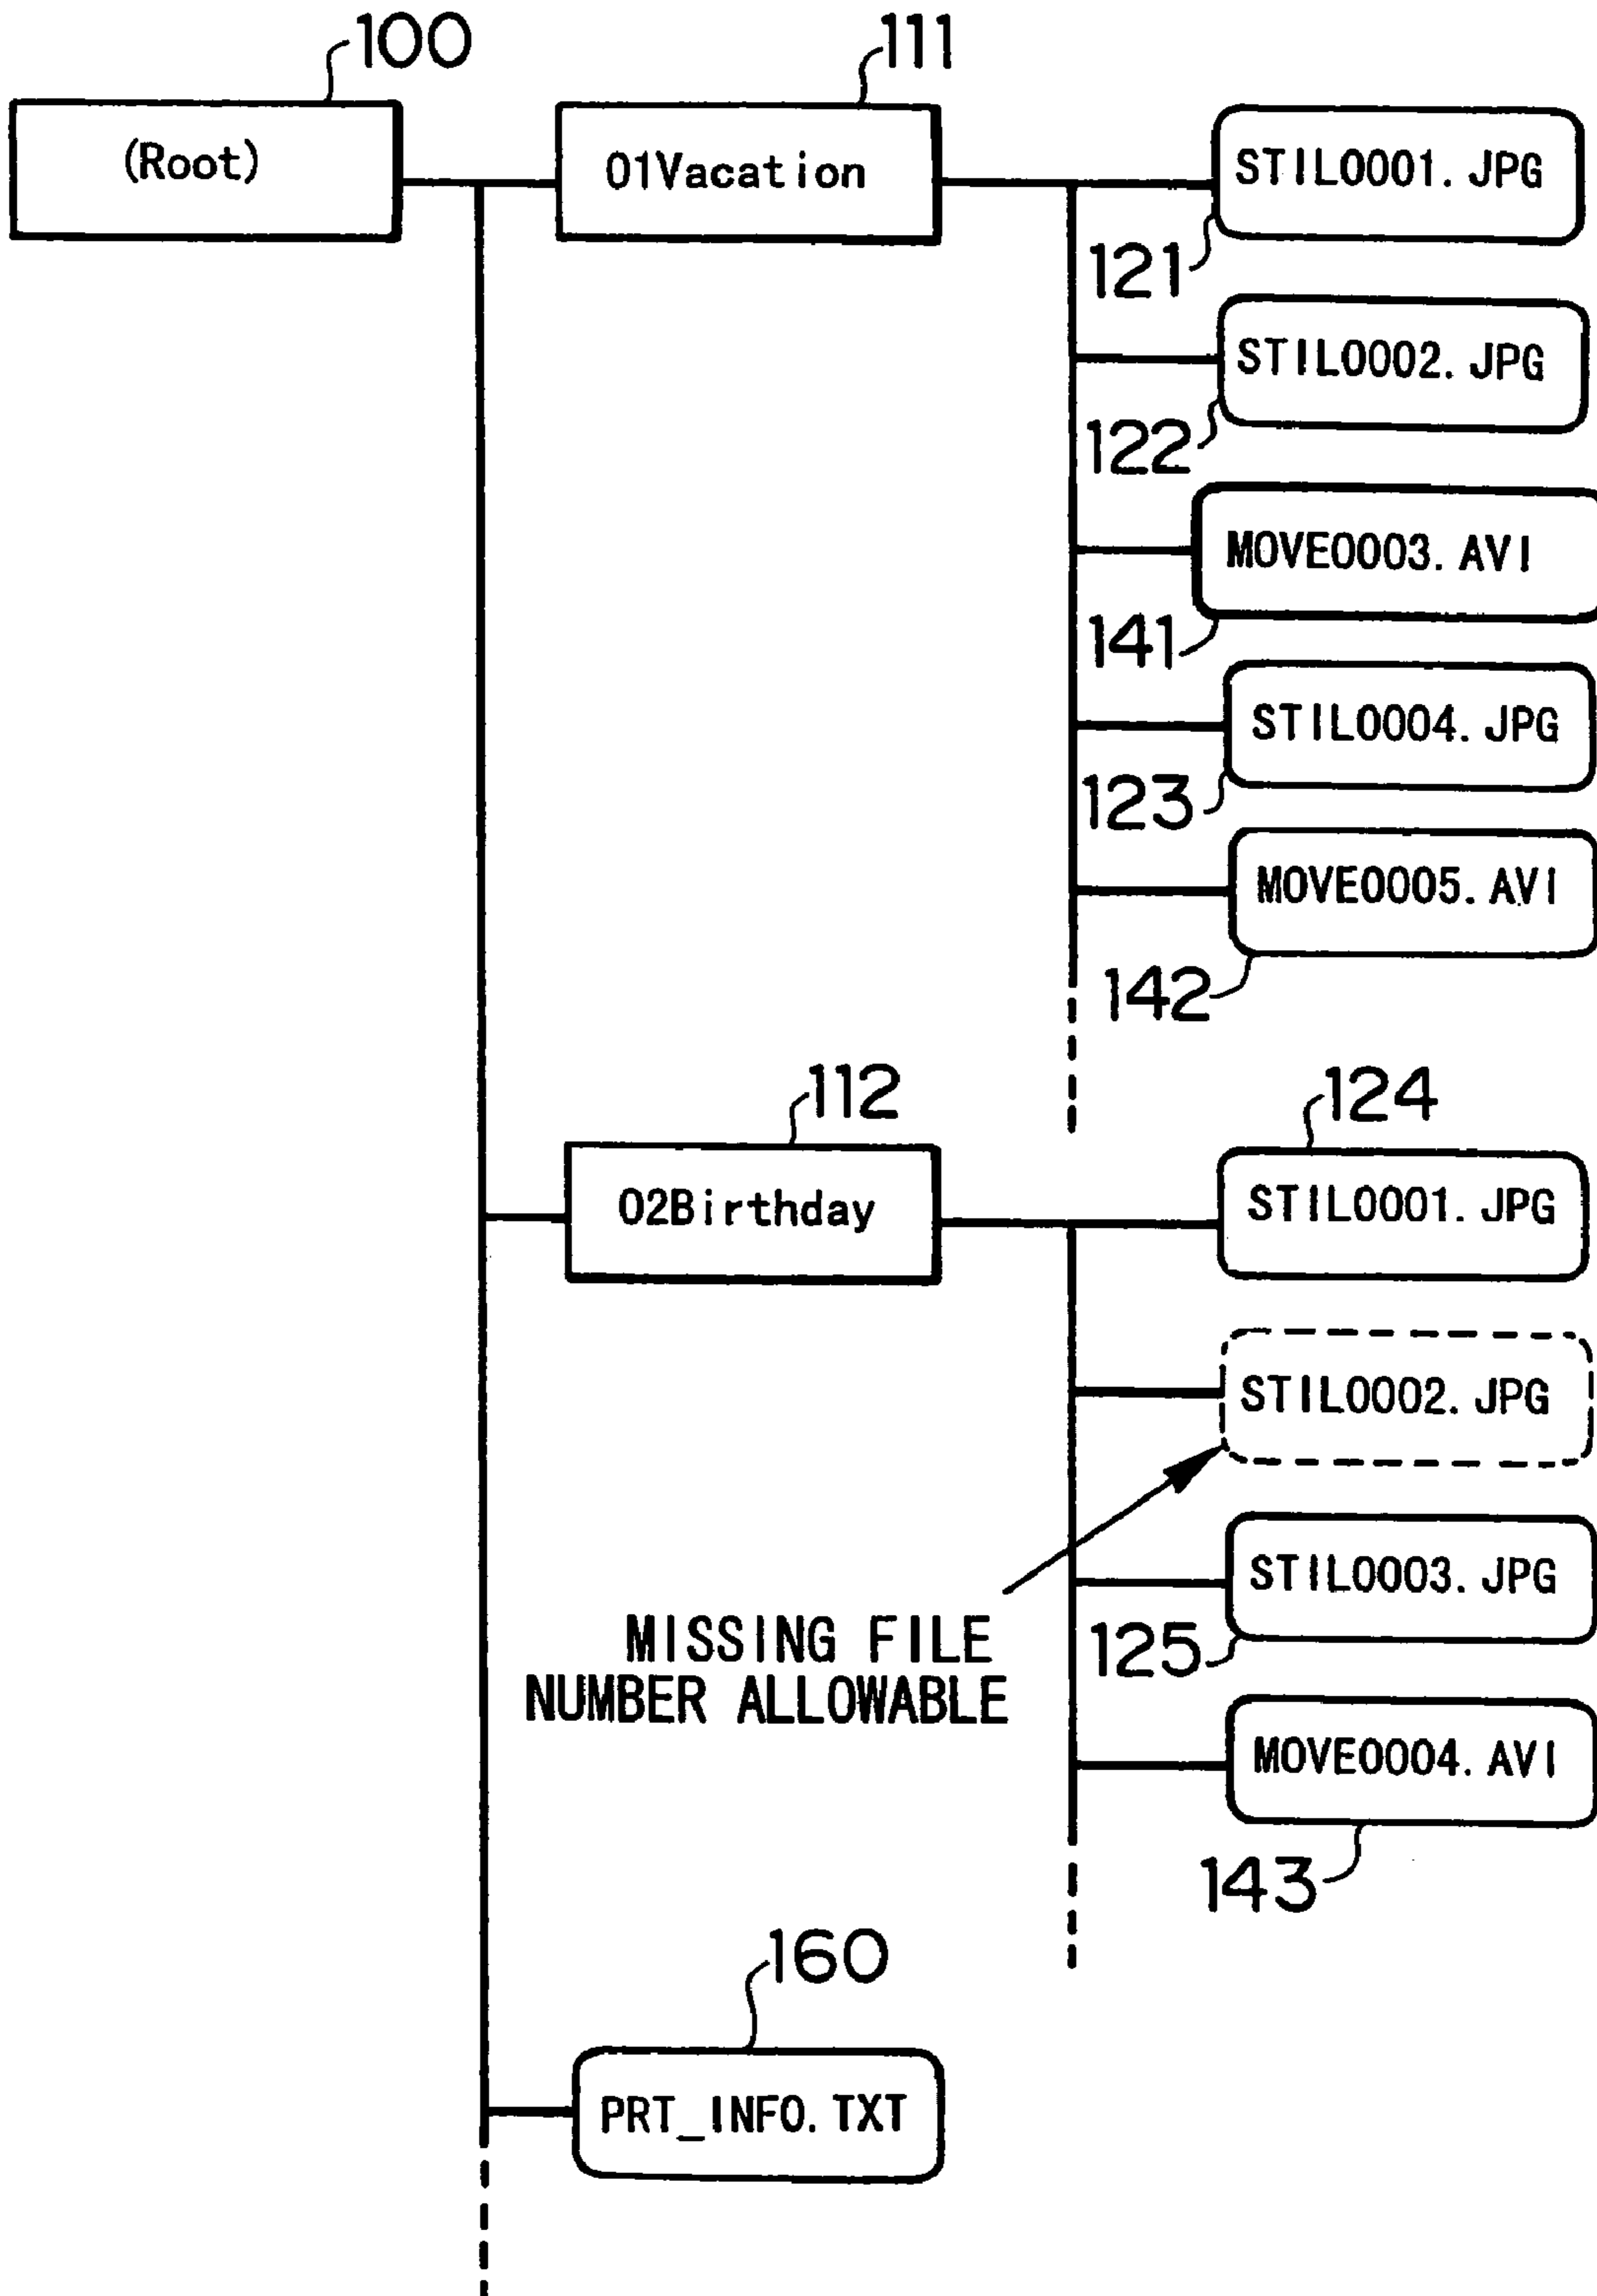 100
111
(Root)
01Vacation
STIL0001.JPG
121
STIL0002.JPG
122
MOVE0003.AVI
141
STIL0004.JPG
123
MOVE0005.AVI
142
112
124
02Birthday
STIL0001.JPG
STIL0002.JPG
STIL0003.JPG
MISSING FILE
NUMBER ALLOWABLE
125
MOVE0004.AVI
143
160
PRT_INFO.TXT